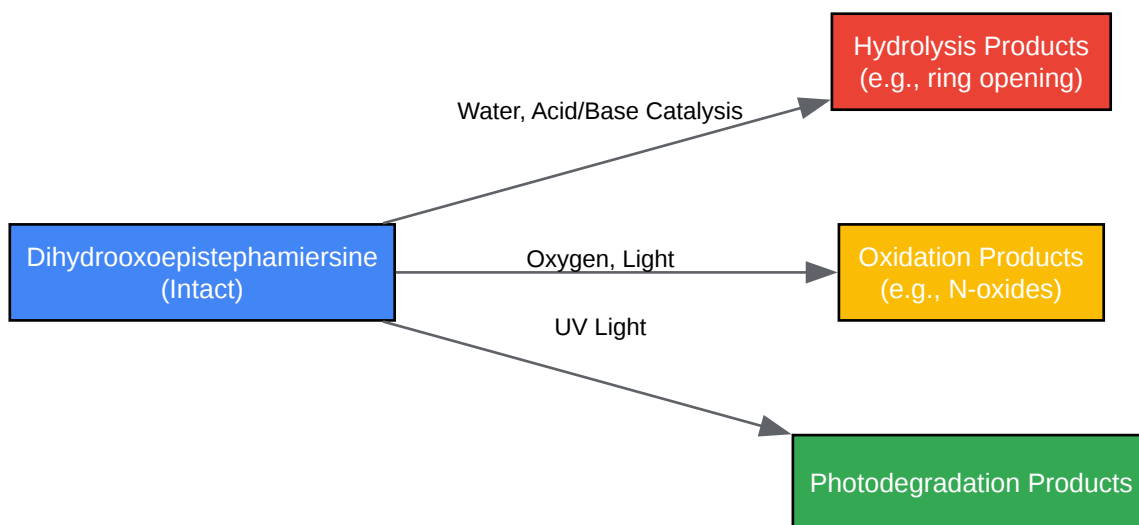 Hydrolysis Products
(e.g., ring opening)
Water, Acid/Base Catalysis
Dihydrooxoepistephamiersine
(Intact)
Oxygen, Light
Oxidation Products
(e.g., N-oxides)
UV Light
Photodegradation Products